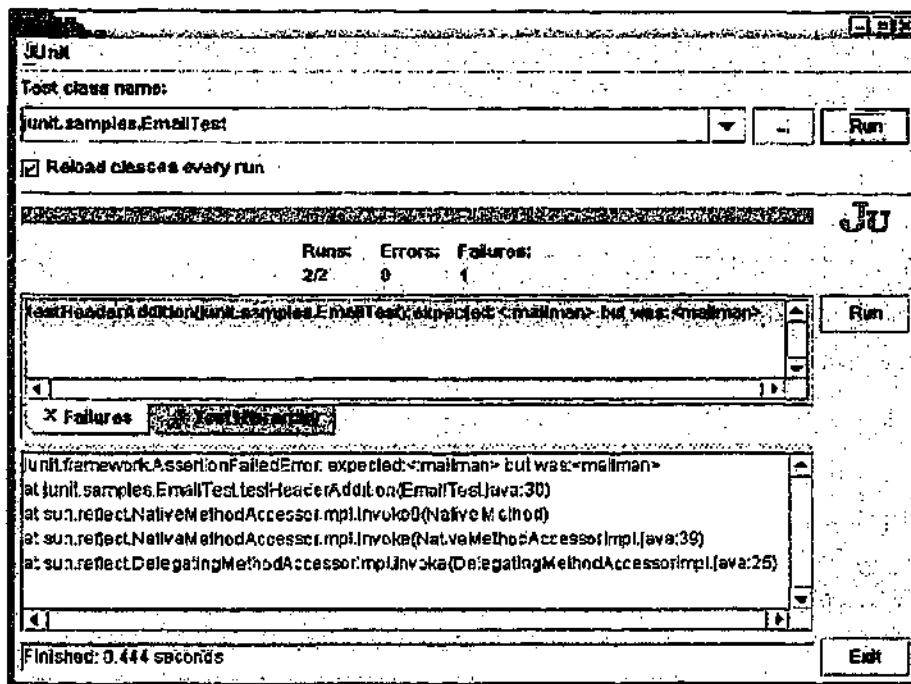 JUnit
Test class name:
junit.samples.EmailTest
...
Run
Reload classes every run
JU
Runs: Errors: Failures:
2/2 0 1
testHeaderAddition(junit.samples.EmailTest):expected:<:mailman> but was:<mailman>
Run
X Failures
Test Hierarchy
junit.framework.AssertionFailedError: expected:<:mailman> but was:<mailman>
at junit.samples.EmailTest.testHeaderAddition(EmailTest.java:30)
at sun.reflect.NativeMethodAccessorImpl.invoke0(Native Method)
at sun.reflect.NativeMethodAccessorImpl.invoke(NativeMethodAccessorImpl.java:39)
at sun.reflect.DelegatingMethodAccessorImpl.invoke(DelegatingMethodAccessorImpl.java:25)
Finished: 0.444 seconds
Exit